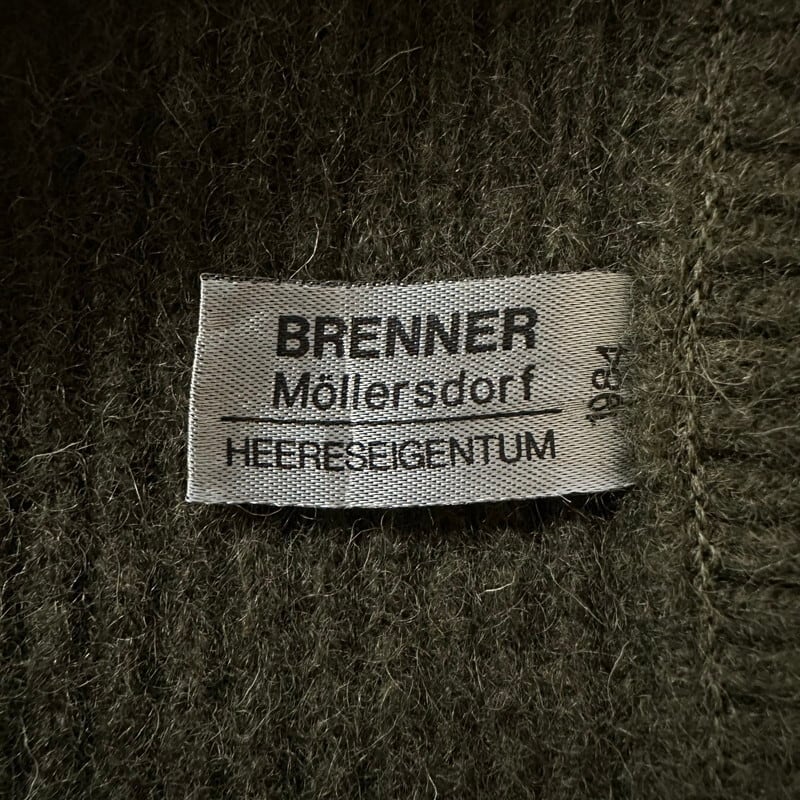 BRENNER
Möllersdorf
HEERESEIGENTUM
1984